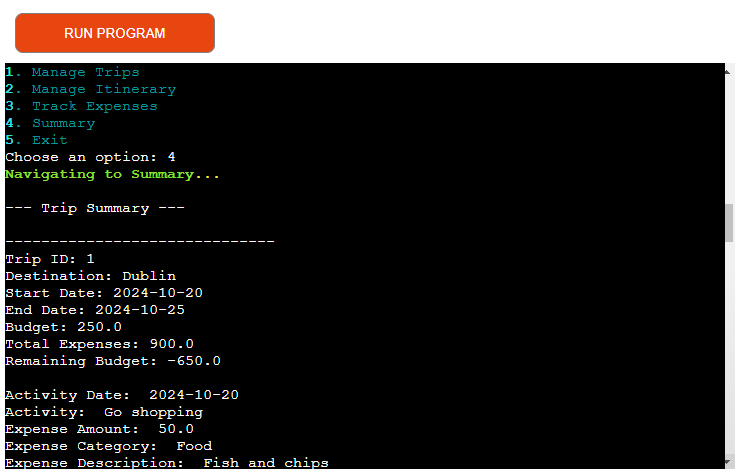 RUN PROGRAM
1. Manage Trips
2. Manage Itinerary
3. Track Expenses
4. Summary
5. Exit
Choose an option: 4
Navigating to Summary...
--- Trip Summary ---
------------------------------
Trip ID: 1
Destination: Dublin
Start Date: 2024-10-20
End Date: 2024-10-25
Budget: 250.0
Total Expenses: 900.0
Remaining Budget: -650.0
Activity Date:  2024-10-20
Activity:  Go shopping
Expense Amount:  50.0
Expense Category:  Food
Expense Description:  Fish and chips